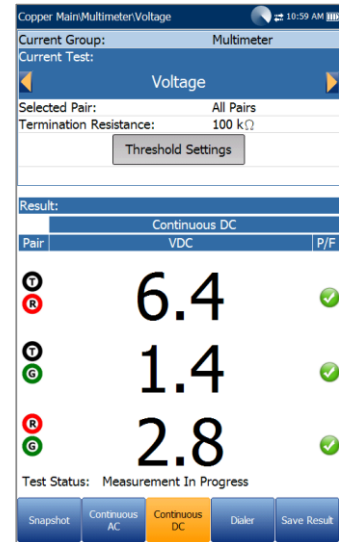 Copper Main\Multimeter\Voltage 10:59 AM
Current Group: Multimeter
Current Test:
Voltage
Selected Pair: All Pairs
Termination Resistance: 100 kΩ
Threshold Settings
Result:
Continuous DC
Pair VDC P/F
T
R
6.4
T
G
1.4
R
G
2.8
Test Status: Measurement In Progress
Snapshot Continuous AC Continuous DC Dialer Save Result